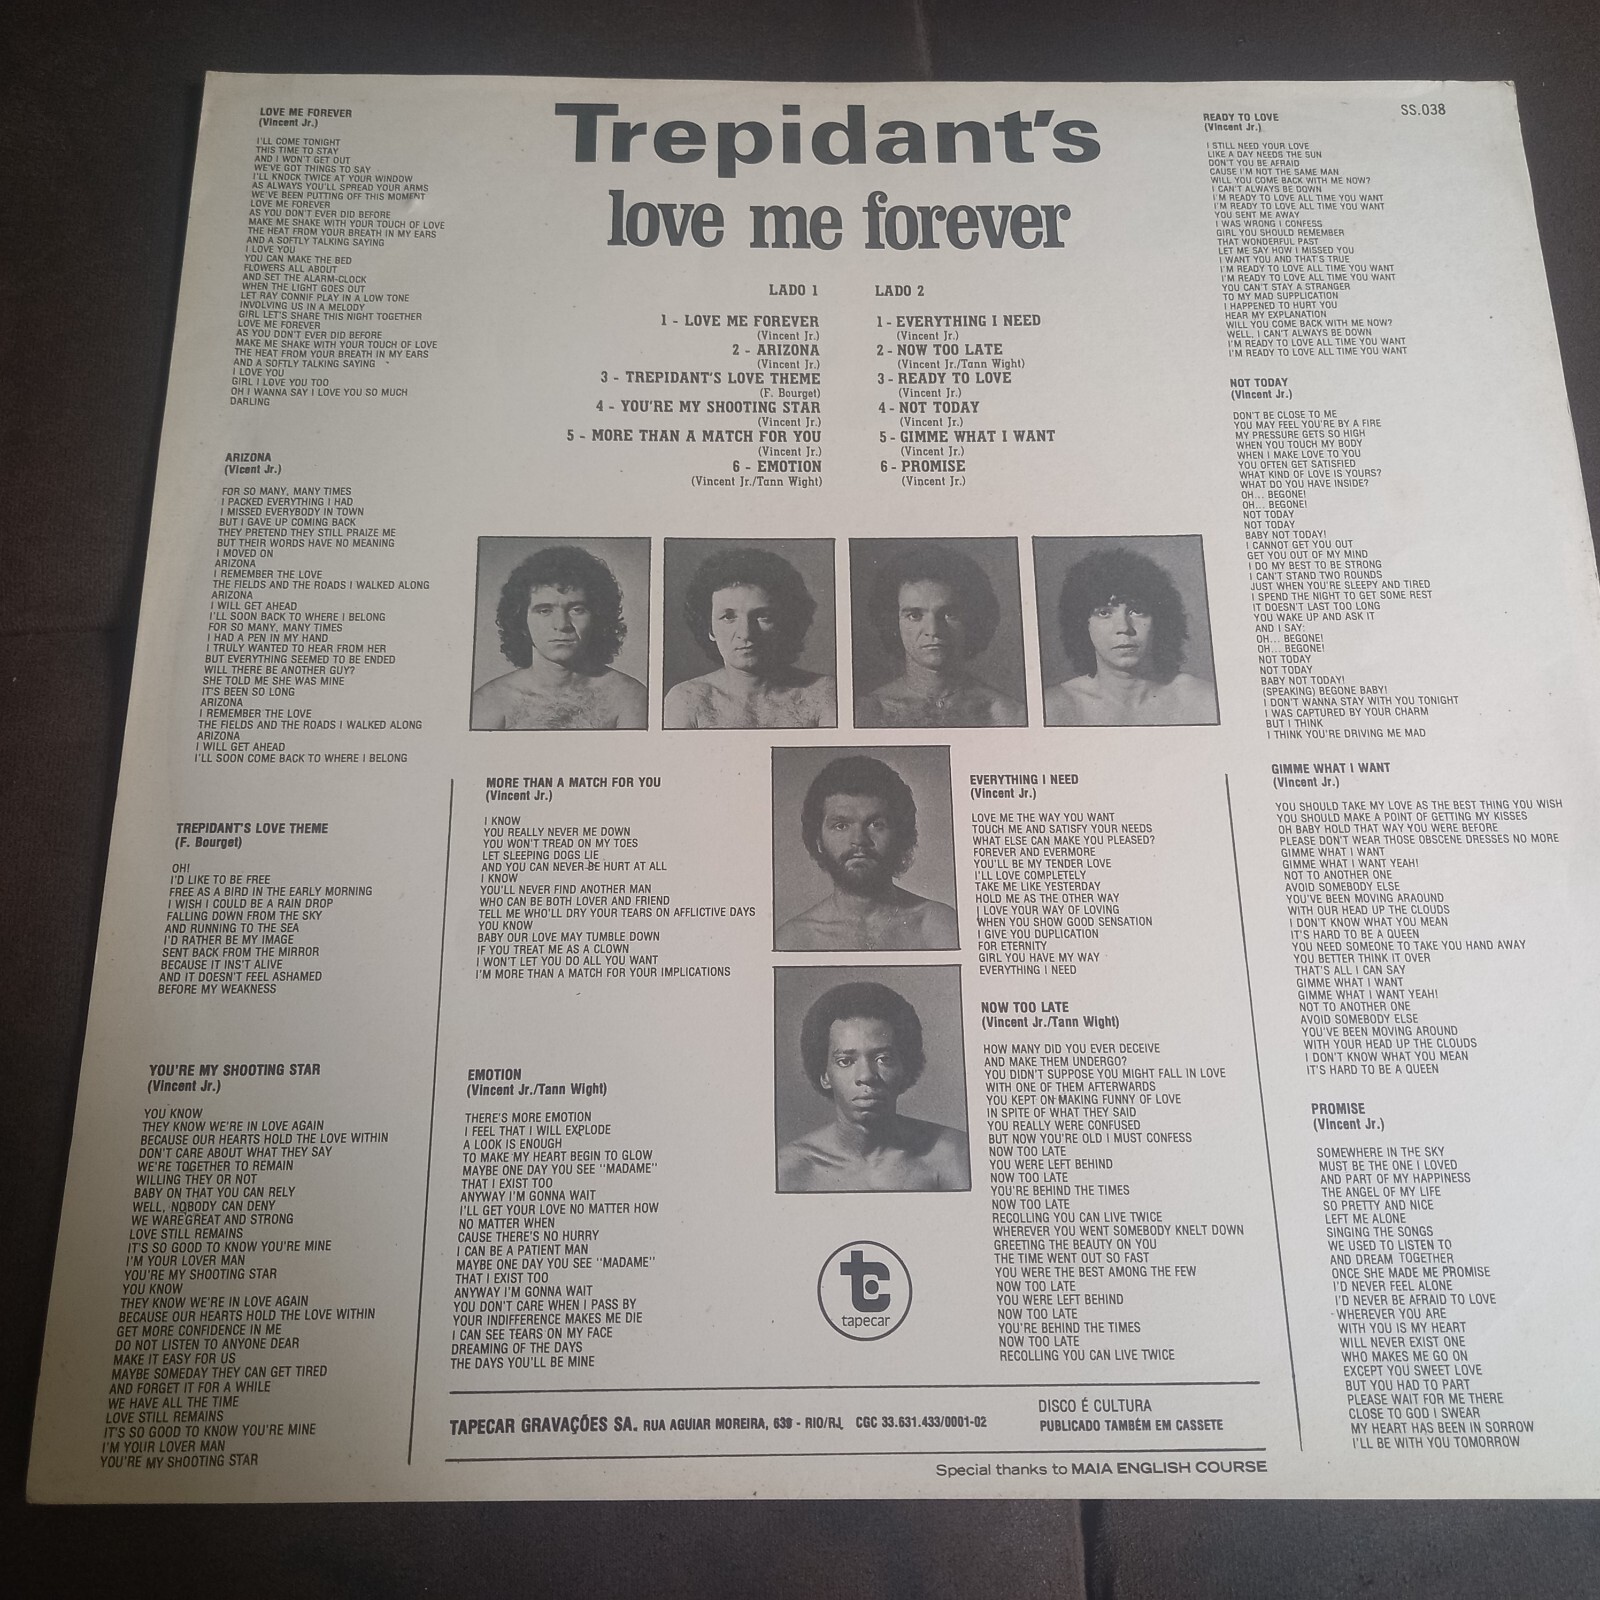 SS.038
Trepidant's
love me forever
LADO 1
1 - LOVE ME FOREVER
(Vincent Jr.)
2 - ARIZONA
(Vincent Jr.)
3 - TREPIDANT'S LOVE THEME
(F. Bourget)
4 - YOU'RE MY SHOOTING STAR
(Vincent Jr.)
5 - MORE THAN A MATCH FOR YOU
(Vincent Jr.)
6 - EMOTION
(Vincent Jr./Tann Wight)
LADO 2
1 - EVERYTHING I NEED
(Vincent Jr.)
2 - NOW TOO LATE
(Vincent Jr./Tann Wight)
3 - READY TO LOVE
(Vincent Jr.)
4 - NOT TODAY
(Vincent Jr.)
5 - GIMME WHAT I WANT
(Vincent Jr.)
6 - PROMISE
(Vincent Jr.)
LOVE ME FOREVER
(Vincent Jr.)
I'LL COME TONIGHT
THIS TIME TO STAY
AND I WON'T GET OUT
WE'VE GOT THINGS TO SAY
I'LL KNOCK TWICE AT YOUR WINDOW
AS ALWAYS YOU'LL SPREAD YOUR ARMS
WE'VE BEEN PUTTING OFF THIS MOMENT
LOVE ME FOREVER
AS YOU DON'T EVER DID BEFORE
MAKE ME SHAKE WITH YOUR TOUCH OF LOVE
THE HEAT FROM YOUR BREATH IN MY EARS
AND A SOFTLY TALKING SAYING
I LOVE YOU
YOU CAN MAKE THE BED
FLOWERS ALL ABOUT
AND SET THE ALARM-CLOCK
WHEN THE LIGHT GOES OUT
LET RAY CONNIF PLAY IN A LOW TONE
INVOLVING US IN A MELODY
GIRL LET'S SHARE THIS NIGHT TOGETHER
LOVE ME FOREVER
AS YOU DON'T EVER DID BEFORE
MAKE ME SHAKE WITH YOUR TOUCH OF LOVE
THE HEAT FROM YOUR BREATH IN MY EARS
AND A SOFTLY TALKING SAYING
I LOVE YOU
GIRL I LOVE YOU TOO
OH I WANNA SAY I LOVE YOU SO MUCH
DARLING
ARIZONA
(Vicent Jr.)
FOR SO MANY, MANY TIMES
I PACKED EVERYTHING I HAD
I MISSED EVERYBODY IN TOWN
BUT I GAVE UP COMING BACK
THEY PRETEND THEY STILL PRAIZE ME
BUT THEIR WORDS HAVE NO MEANING
I MOVED ON
ARIZONA
I REMEMBER THE LOVE
THE FIELDS AND THE ROADS I WALKED ALONG
ARIZONA
I WILL GET AHEAD
I'LL SOON BACK TO WHERE I BELONG
FOR SO MANY, MANY TIMES
I HAD A PEN IN MY HAND
I TRULY WANTED TO HEAR FROM HER
BUT EVERYTHING SEEMED TO BE ENDED
WILL THERE BE ANOTHER GUY?
SHE TOLD ME SHE WAS MINE
IT'S BEEN SO LONG
ARIZONA
I REMEMBER THE LOVE
THE FIELDS AND THE ROADS I WALKED ALONG
ARIZONA
I WILL GET AHEAD
I'LL SOON COME BACK TO WHERE I BELONG
TREPIDANT'S LOVE THEME
(F. Bourget)
OH!
I'D LIKE TO BE FREE
FREE AS A BIRD IN THE EARLY MORNING
I WISH I COULD BE A RAIN DROP
FALLING DOWN FROM THE SKY
AND RUNNING TO THE SEA
I'D RATHER BE MY IMAGE
SENT BACK FROM THE MIRROR
BECAUSE IT INS'T ALIVE
AND IT DOESN'T FEEL ASHAMED
BEFORE MY WEAKNESS
YOU'RE MY SHOOTING STAR
(Vincent Jr.)
YOU KNOW
THEY KNOW WE'RE IN LOVE AGAIN
BECAUSE OUR HEARTS HOLD THE LOVE WITHIN
DON'T CARE ABOUT WHAT THEY SAY
WE'RE TOGETHER TO REMAIN
WILLING THEY OR NOT
BABY ON THAT YOU CAN RELY
WELL, NOBODY CAN DENY
WE WARE GREAT AND STRONG
LOVE STILL REMAINS
IT'S SO GOOD TO KNOW YOU'RE MINE
I'M YOUR LOVER MAN
YOU'RE MY SHOOTING STAR
YOU KNOW
THEY KNOW WE'RE IN LOVE AGAIN
BECAUSE OUR HEARTS HOLD THE LOVE WITHIN
GET MORE CONFIDENCE IN ME
DO NOT LISTEN TO ANYONE DEAR
MAKE IT EASY FOR US
MAYBE SOMEDAY THEY CAN GET TIRED
AND FORGET IT FOR A WHILE
WE HAVE ALL THE TIME
LOVE STILL REMAINS
IT'S SO GOOD TO KNOW YOU'RE MINE
I'M YOUR LOVER MAN
YOU'RE MY SHOOTING STAR
MORE THAN A MATCH FOR YOU
(Vincent Jr.)
I KNOW
YOU REALLY NEVER ME DOWN
YOU WON'T TREAD ON MY TOES
LET SLEEPING DOGS LIE
AND YOU CAN NEVER BE HURT AT ALL
I KNOW
YOU'LL NEVER FIND ANOTHER MAN
WHO CAN BE BOTH LOVER AND FRIEND
TELL ME WHO'LL DRY YOUR TEARS ON AFFLICTIVE DAYS
YOU KNOW
BABY OUR LOVE MAY TUMBLE DOWN
IF YOU TREAT ME AS A CLOWN
I WON'T LET YOU DO ALL YOU WANT
I'M MORE THAN A MATCH FOR YOUR IMPLICATIONS
EMOTION
(Vincent Jr./Tann Wight)
THERE'S MORE EMOTION
I FEEL THAT I WILL EXPLODE
A LOOK IS ENOUGH
TO MAKE MY HEART BEGIN TO GLOW
MAYBE ONE DAY YOU SEE "MADAME"
THAT I EXIST TOO
ANYWAY I'M GONNA WAIT
I'LL GET YOUR LOVE NO MATTER HOW
NO MATTER WHEN
CAUSE THERE'S NO HURRY
I CAN BE A PATIENT MAN
MAYBE ONE DAY YOU SEE "MADAME"
THAT I EXIST TOO
ANYWAY I'M GONNA WAIT
YOU DON'T CARE WHEN I PASS BY
YOUR INDIFFERENCE MAKES ME DIE
I CAN SEE TEARS ON MY FACE
DREAMING OF THE DAYS
THE DAYS YOU'LL BE MINE
EVERYTHING I NEED
(Vincent Jr.)
LOVE ME THE WAY YOU WANT
TOUCH ME AND SATISFY YOUR NEEDS
WHAT ELSE CAN MAKE YOU PLEASED?
FOREVER AND EVERMORE
YOU'LL BE MY TENDER LOVE
I'LL LOVE COMPLETELY
TAKE ME LIKE YESTERDAY
HOLD ME AS THE OTHER WAY
I LOVE YOUR WAY OF LOVING
WHEN YOU SHOW GOOD SENSATION
I GIVE YOU DUPLICATION
FOR ETERNITY
GIRL YOU HAVE MY WAY
EVERYTHING I NEED
NOW TOO LATE
(Vincent Jr./Tann Wight)
HOW MANY DID YOU EVER DECEIVE
AND MAKE THEM UNDERGO?
YOU DIDN'T SUPPOSE YOU MIGHT FALL IN LOVE
WITH ONE OF THEM AFTERWARDS
YOU KEPT ON MAKING FUNNY OF LOVE
IN SPITE OF WHAT THEY SAID
YOU REALLY WERE CONFUSED
BUT NOW YOU'RE OLD I MUST CONFESS
NOW TOO LATE
YOU WERE LEFT BEHIND
NOW TOO LATE
YOU'RE BEHIND THE TIMES
NOW TOO LATE
RECOLLING YOU CAN LIVE TWICE
WHEREVER YOU WENT SOMEBODY KNELT DOWN
GREETING THE BEAUTY ON YOU
THE TIME WENT OUT SO FAST
YOU WERE THE BEST AMONG THE FEW
NOW TOO LATE
YOU WERE LEFT BEHIND
NOW TOO LATE
YOU'RE BEHIND THE TIMES
NOW TOO LATE
RECOLLING YOU CAN LIVE TWICE
READY TO LOVE
(Vincent Jr.)
I STILL NEED YOUR LOVE
LIKE A DAY NEEDS THE SUN
DON'T YOU BE AFRAID
CAUSE I'M NOT THE SAME MAN
WILL YOU COME BACK WITH ME NOW?
I CAN'T ALWAYS BE DOWN
I'M READY TO LOVE ALL TIME YOU WANT
I'M READY TO LOVE ALL TIME YOU WANT
YOU SENT ME AWAY
I WAS WRONG I CONFESS
GIRL YOU SHOULD REMEMBER
THAT WONDERFUL PAST
LET ME SAY HOW I MISSED YOU
I WANT YOU AND THAT'S TRUE
I'M READY TO LOVE ALL TIME YOU WANT
I'M READY TO LOVE ALL TIME YOU WANT
YOU CAN'T STAY A STRANGER
TO MY MAD SUPPLICATION
I HAPPENED TO HURT YOU
HEAR MY EXPLANATION
WILL YOU COME BACK WITH ME NOW?
WELL, I CAN'T ALWAYS BE DOWN
I'M READY TO LOVE ALL TIME YOU WANT
I'M READY TO LOVE ALL TIME YOU WANT
NOT TODAY
(Vincent Jr.)
DON'T BE CLOSE TO ME
YOU MAY FEEL YOU'RE BY A FIRE
MY PRESSURE GETS SO HIGH
WHEN YOU TOUCH MY BODY
WHEN I MAKE LOVE TO YOU
YOU OFTEN GET SATISFIED
WHAT KIND OF LOVE IS YOURS?
WHAT DO YOU HAVE INSIDE?
OH... BEGONE!
OH... BEGONE!
NOT TODAY
NOT TODAY
BABY NOT TODAY!
I CANNOT GET YOU OUT
GET YOU OUT OF MY MIND
I DO MY BEST TO BE STRONG
I CAN'T STAND TWO ROUNDS
JUST WHEN YOU'RE SLEEPY AND TIRED
I SPEND THE NIGHT TO GET SOME REST
IT DOESN'T LAST TOO LONG
YOU WAKE UP AND ASK IT
AND I SAY:
OH... BEGONE!
OH... BEGONE!
NOT TODAY
NOT TODAY
BABY NOT TODAY!
(SPEAKING) BEGONE BABY!
I DON'T WANNA STAY WITH YOU TONIGHT
I WAS CAPTURED BY YOUR CHARM
BUT I THINK
I THINK YOU'RE DRIVING ME MAD
GIMME WHAT I WANT
(Vincent Jr.)
YOU SHOULD TAKE MY LOVE AS THE BEST THING YOU WISH
YOU SHOULD MAKE A POINT OF GETTING MY KISSES
OH BABY HOLD THAT WAY YOU WERE BEFORE
PLEASE DON'T WEAR THOSE OBSCENE DRESSES NO MORE
GIMME WHAT I WANT
GIMME WHAT I WANT YEAH!
NOT TO ANOTHER ONE
AVOID SOMEBODY ELSE
YOU'VE BEEN MOVING ARAOUND
WITH OUR HEAD UP THE CLOUDS
I DON'T KNOW WHAT YOU MEAN
IT'S HARD TO BE A QUEEN
YOU NEED SOMEONE TO TAKE YOU HAND AWAY
YOU BETTER THINK IT OVER
THAT'S ALL I CAN SAY
GIMME WHAT I WANT
GIMME WHAT I WANT YEAH!
NOT TO ANOTHER ONE
AVOID SOMEBODY ELSE
YOU'VE BEEN MOVING AROUND
WITH YOUR HEAD UP THE CLOUDS
I DON'T KNOW WHAT YOU MEAN
IT'S HARD TO BE A QUEEN
PROMISE
(Vincent Jr.)
SOMEWHERE IN THE SKY
MUST BE THE ONE I LOVED
AND PART OF MY HAPPINESS
THE ANGEL OF MY LIFE
SO PRETTY AND NICE
LEFT ME ALONE
SINGING THE SONGS
WE USED TO LISTEN TO
AND DREAM TOGETHER
ONCE SHE MADE ME PROMISE
I'D NEVER FEEL ALONE
I'D NEVER BE AFRAID TO LOVE
WHEREVER YOU ARE
WITH YOU IS MY HEART
WILL NEVER EXIST ONE
WHO MAKES ME GO ON
EXCEPT YOU SWEET LOVE
BUT YOU HAD TO PART
PLEASE WAIT FOR ME THERE
CLOSE TO GOD I SWEAR
MY HEART HAS BEEN IN SORROW
I'LL BE WITH YOU TOMORROW
tc
tapecar
TAPECAR GRAVAÇÕES SA. RUA AGUIAR MOREIRA, 639 - RIO/RJ. CGC 33.631.433/0001-02
DISCO É CULTURA
PUBLICADO TAMBÉM EM CASSETE
Special thanks to MAIA ENGLISH COURSE